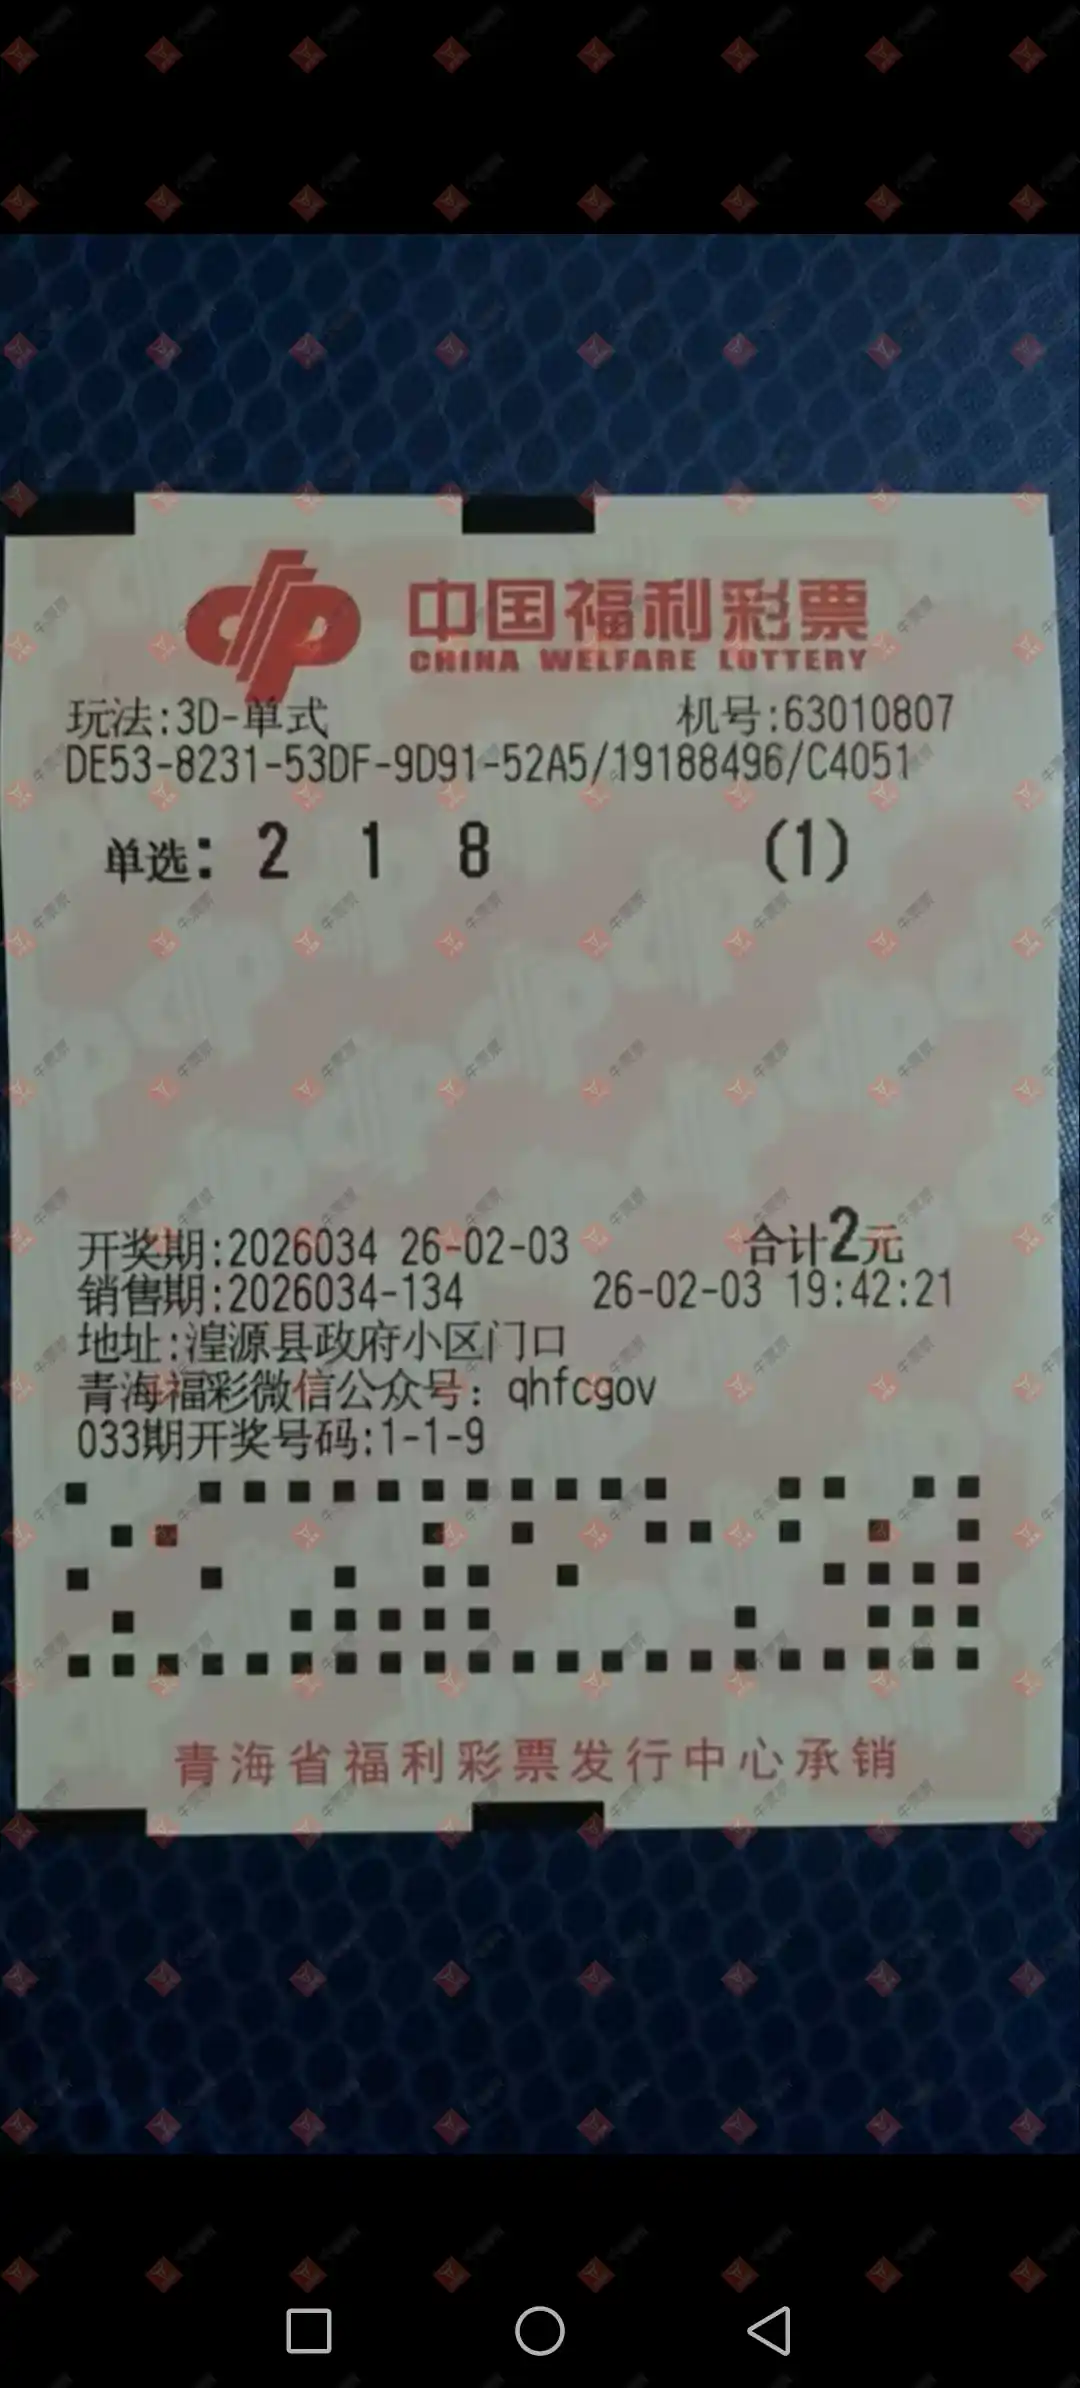 中国福利彩票
CHINA WELFARE LOTTERY
玩法:3D-单式 机号:63010807
DE53-8231-53DF-9D91-52A5/19188496/C4051
单选: 2 1 8 (1)
开奖期:2026034 26-02-03 合计2元
销售期:2026034-134 26-02-03 19:42:21
地址:湟源县政府小区门口
青海福彩微信公众号: qhfcgov
033期开奖号码:1-1-9
青海省福利彩票发行中心承销